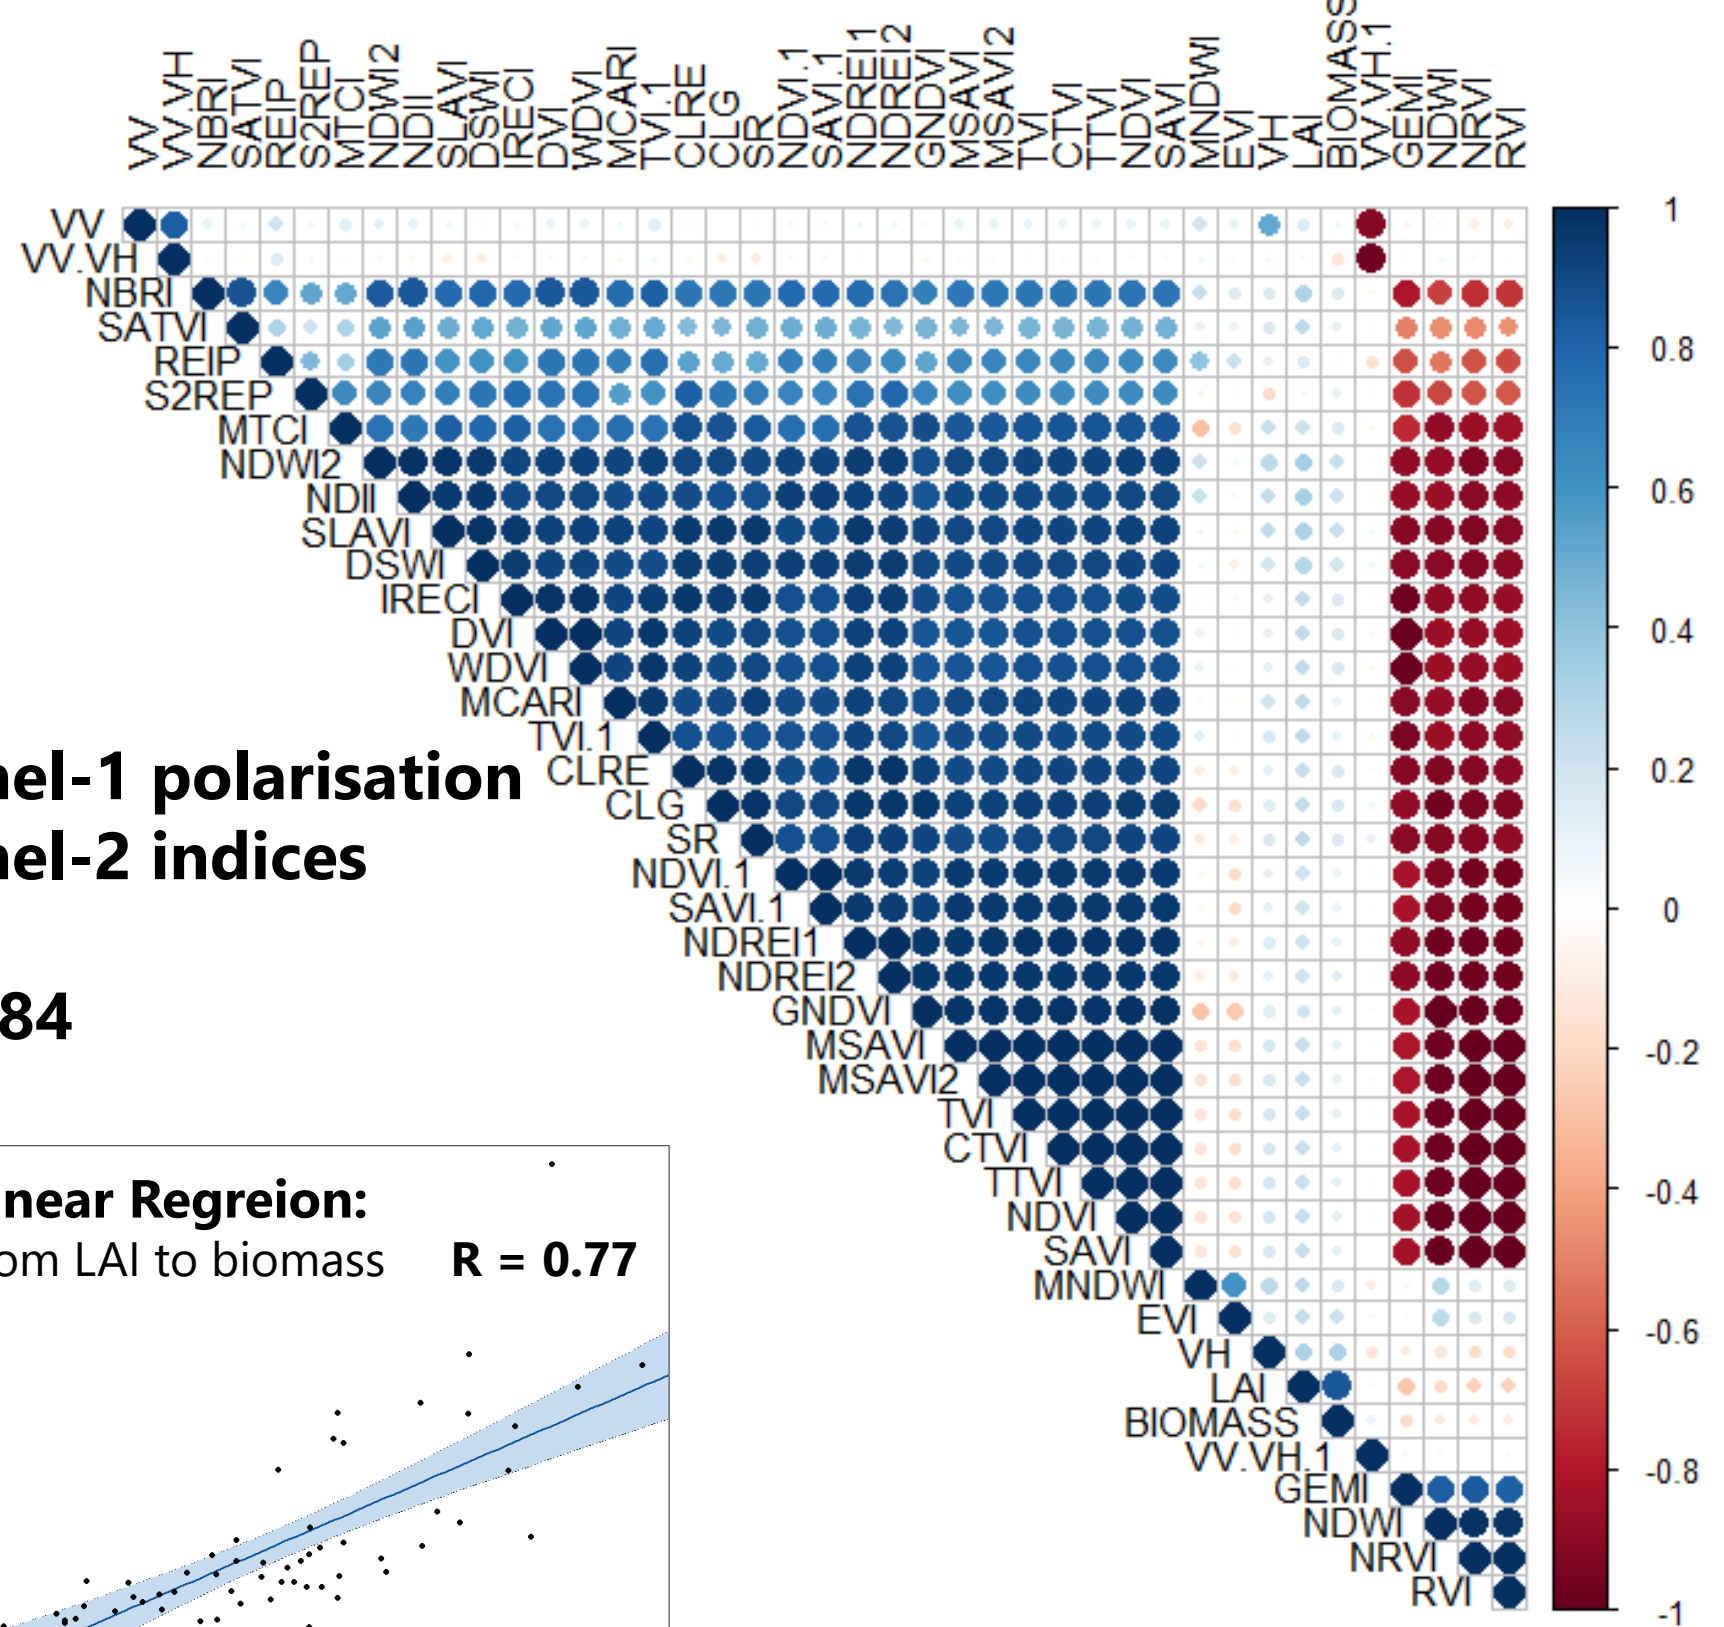 VV VV.VH NBRI SATVI REIP S2REP MTCI NDWI2 NDII SLAVI DSWI IRECI DVI WDVI MCARI TVI.1 CLRE CLG SR NDVI.1 SAVI.1 NDREI1 NDREI2 GNDVI MSAVI MSAVI2 TVI CTVI TTVI NDVI SAVI MNDWI EVI VH LAI BIOMASS VV.VH.1 GEMI NDWI NRVI RVI
VV
VV.VH
NBRI
SATVI
REIP
S2REP
MTCI
NDWI2
NDII
SLAVI
DSWI
IRECI
DVI
WDVI
MCARI
TVI.1
CLRE
CLG
SR
NDVI.1
SAVI.1
NDREI1
NDREI2
GNDVI
MSAVI
MSAVI2
TVI
CTVI
TTVI
NDVI
SAVI
MNDWI
EVI
VH
LAI
BIOMASS
VV.VH.1
GEMI
NDWI
NRVI
RVI
1
0.8
0.6
0.4
0.2
0
-0.2
-0.4
-0.6
-0.8
-1
nel-1 polarisation
nel-2 indices
84
near Regreion:
om LAI to biomass R = 0.77